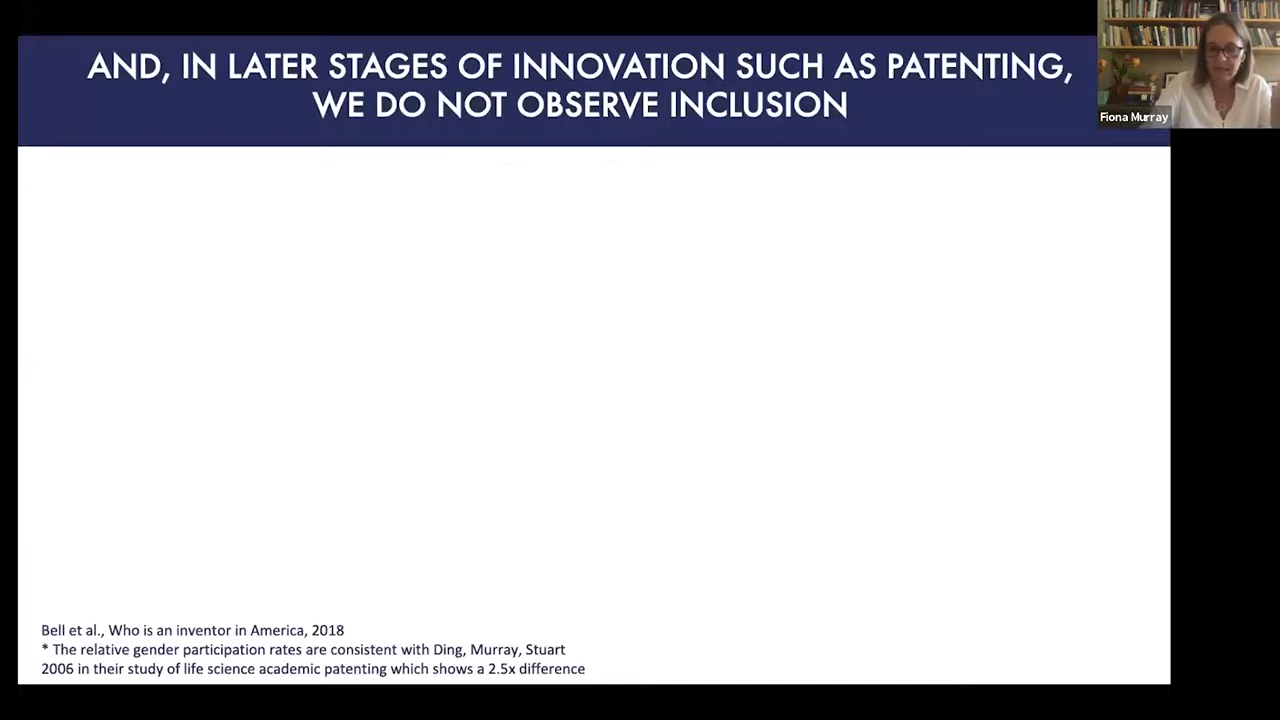 AND, IN LATER STAGES OF INNOVATION SUCH AS PATENTING,
WE DO NOT OBSERVE INCLUSION
Fiona Murray
Bell et al., Who is an inventor in America, 2018
* The relative gender participation rates are consistent with Ding, Murray, Stuart
2006 in their study of life science academic patenting which shows a 2.5x difference